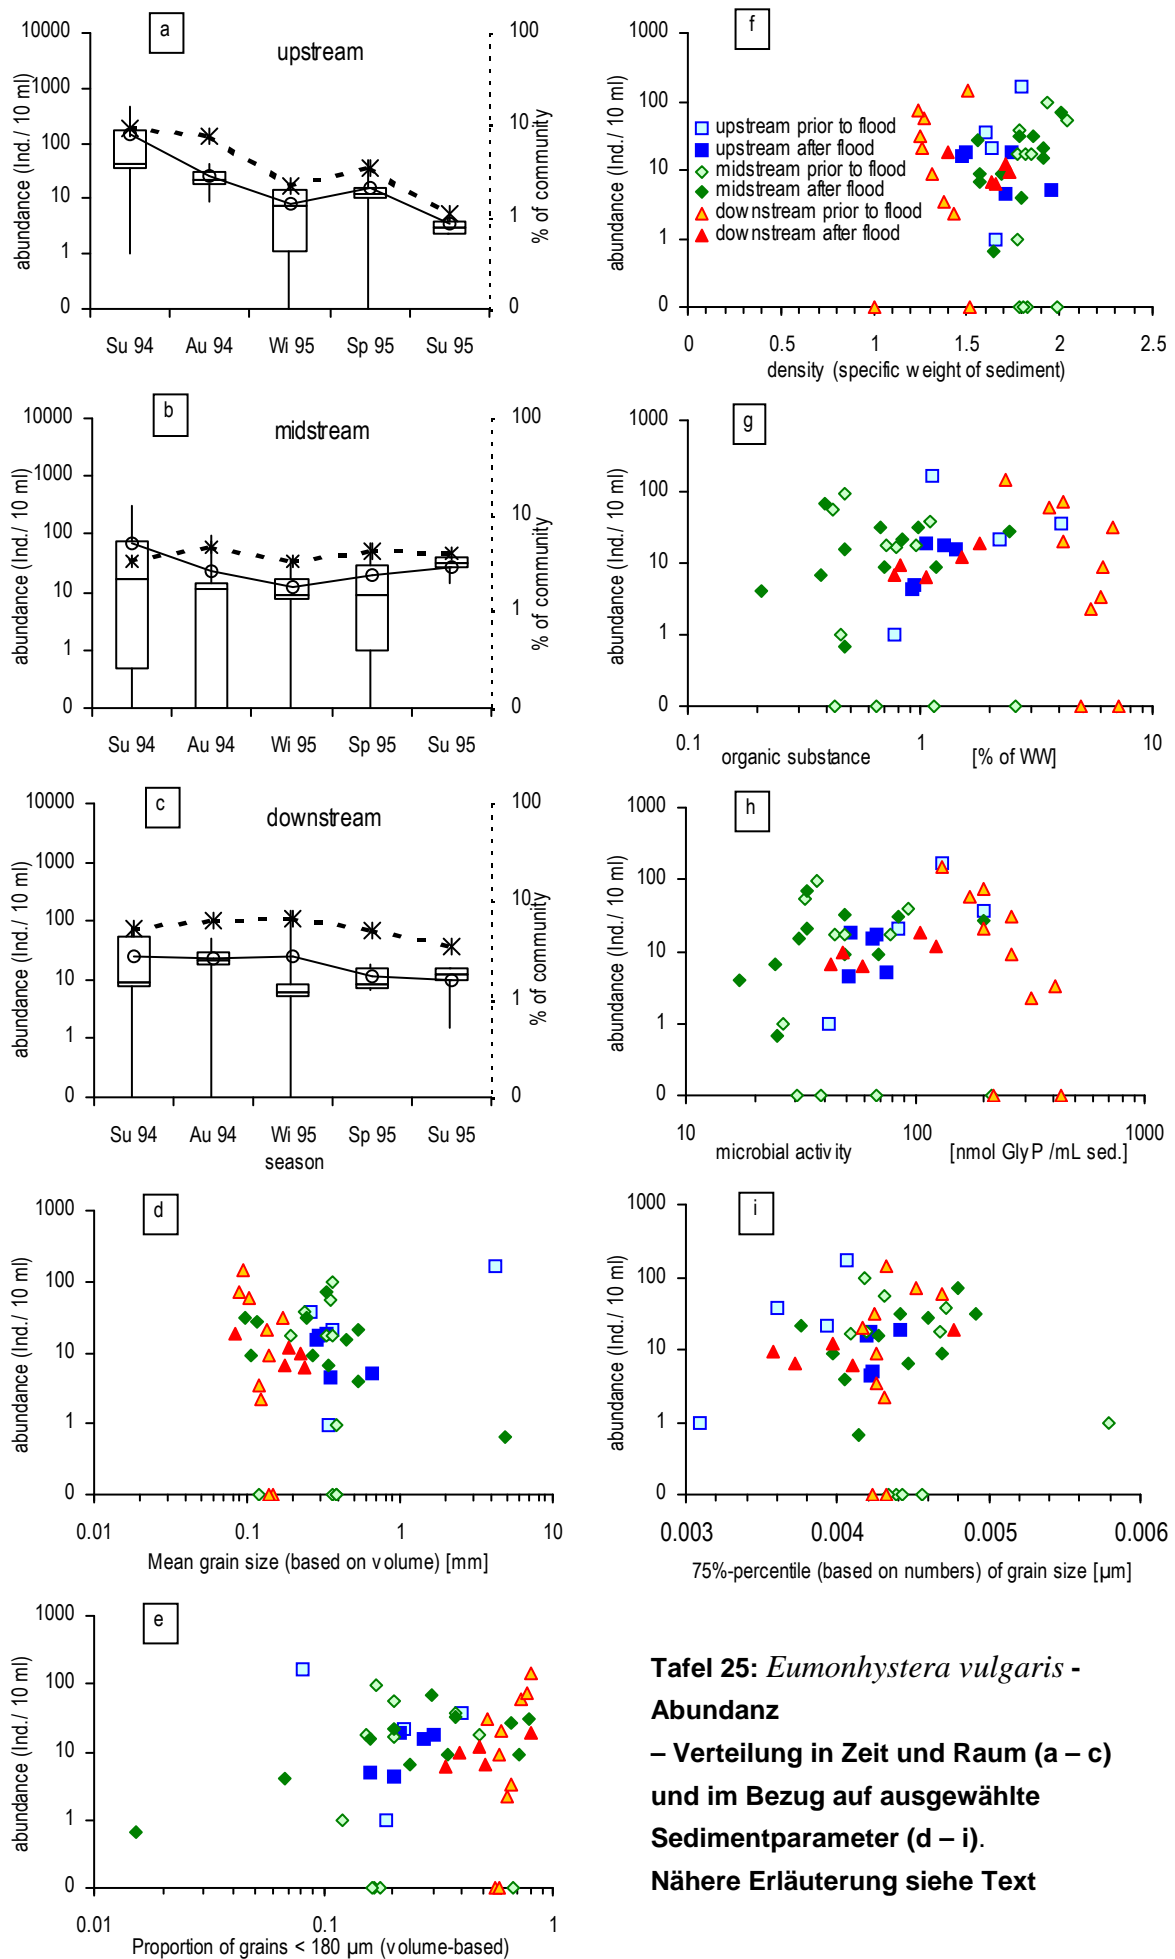 a
upstream
10000
1000
100
10
1
0
abundance (Ind./ 10 ml)
100
10
1
0
% of community
Su 94 Au 94 Wi 95 Sp 95 Su 95
b
midstream
10000
1000
100
10
1
0
abundance (Ind./ 10 ml)
100
10
1
0
% of community
Su 94 Au 94 Wi 95 Sp 95 Su 95
c
downstream
10000
1000
100
10
1
0
abundance (Ind./ 10 ml)
100
10
1
0
% of community
Su 94 Au 94 Wi 95 Sp 95 Su 95
season
d
1000
100
10
1
0
abundance (Ind./ 10 ml)
0.01 0.1 1 10
Mean grain size (based on volume) [mm]
e
1000
100
10
1
0
abundance (Ind./ 10 ml)
0.01 0.1 1
Proportion of grains < 180 µm (volume-based)
f
1000
100
10
1
0
abundance (Ind./ 10 ml)
upstream prior to flood
upstream after flood
midstream prior to flood
midstream after flood
downstream prior to flood
downstream after flood
0 0.5 1 1.5 2 2.5
density (specific weight of sediment)
g
1000
100
10
1
0
abundance (Ind./ 10 ml)
0.1 1 10
organic substance [% of WW]
h
1000
100
10
1
0
abundance (Ind./ 10 ml)
10 100 1000
microbial activity [nmol GlyP /mL sed.]
i
1000
100
10
1
0
abundance (Ind./ 10 ml)
0.003 0.004 0.005 0.006
75%-percentile (based on numbers) of grain size [µm]
Tafel 25: Eumonhystera vulgaris -
Abundanz
– Verteilung in Zeit und Raum (a – c)
und im Bezug auf ausgewählte
Sedimentparameter (d – i).
Nähere Erläuterung siehe Text